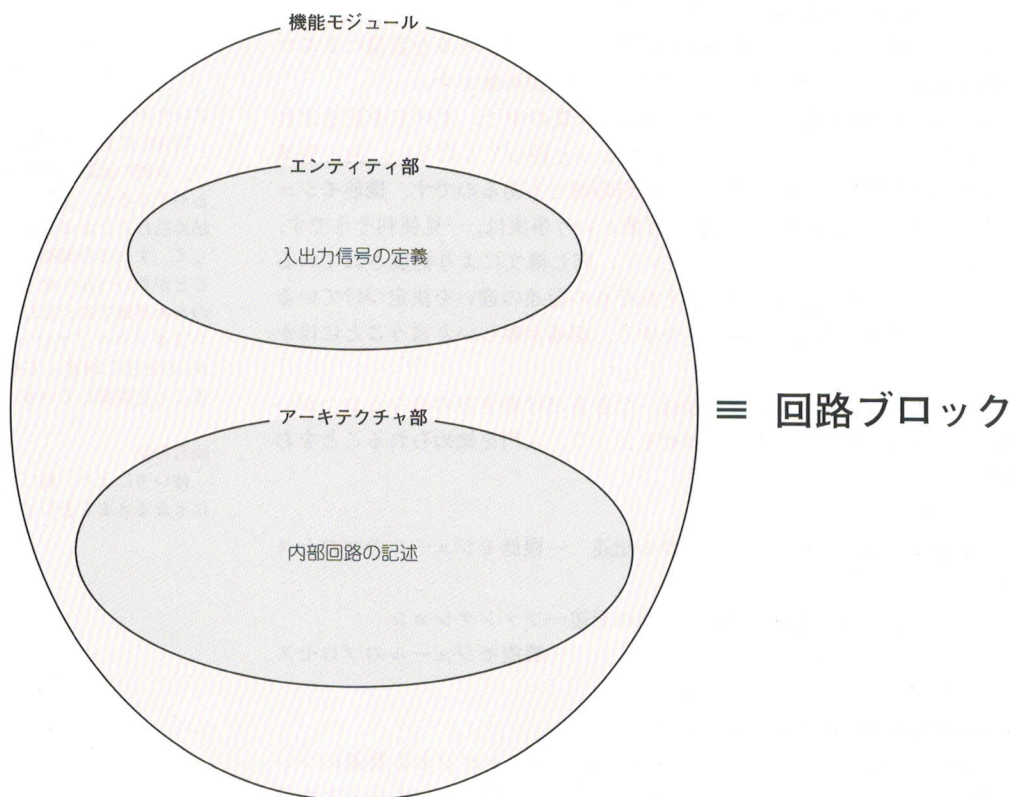 機能モジュール
エンティティ部
入出力信号の定義
アーキテクチャ部
≡ 回路ブロック
内部回路の記述